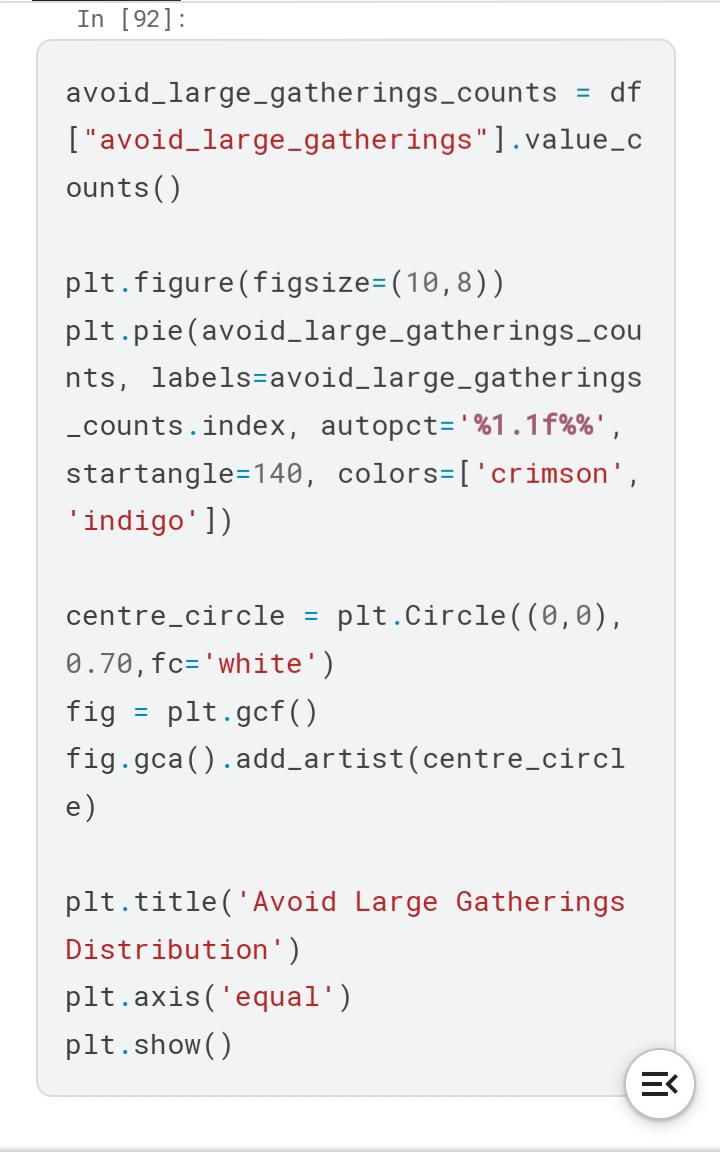 In [92]:
avoid_large_gatherings_counts = df
["avoid_large_gatherings"].value_c
ounts()
plt.figure(figsize=(10,8))
plt.pie(avoid_large_gatherings_cou
nts, labels=avoid_large_gatherings
_counts.index, autopct='%1.1f%%',
startangle=140, colors=['crimson',
'indigo'])
centre_circle = plt.Circle((0,0),
0.70,fc='white')
fig = plt.gcf()
fig.gca().add_artist(centre_circl
e)
plt.title('Avoid Large Gatherings
Distribution')
plt.axis('equal')
plt.show()